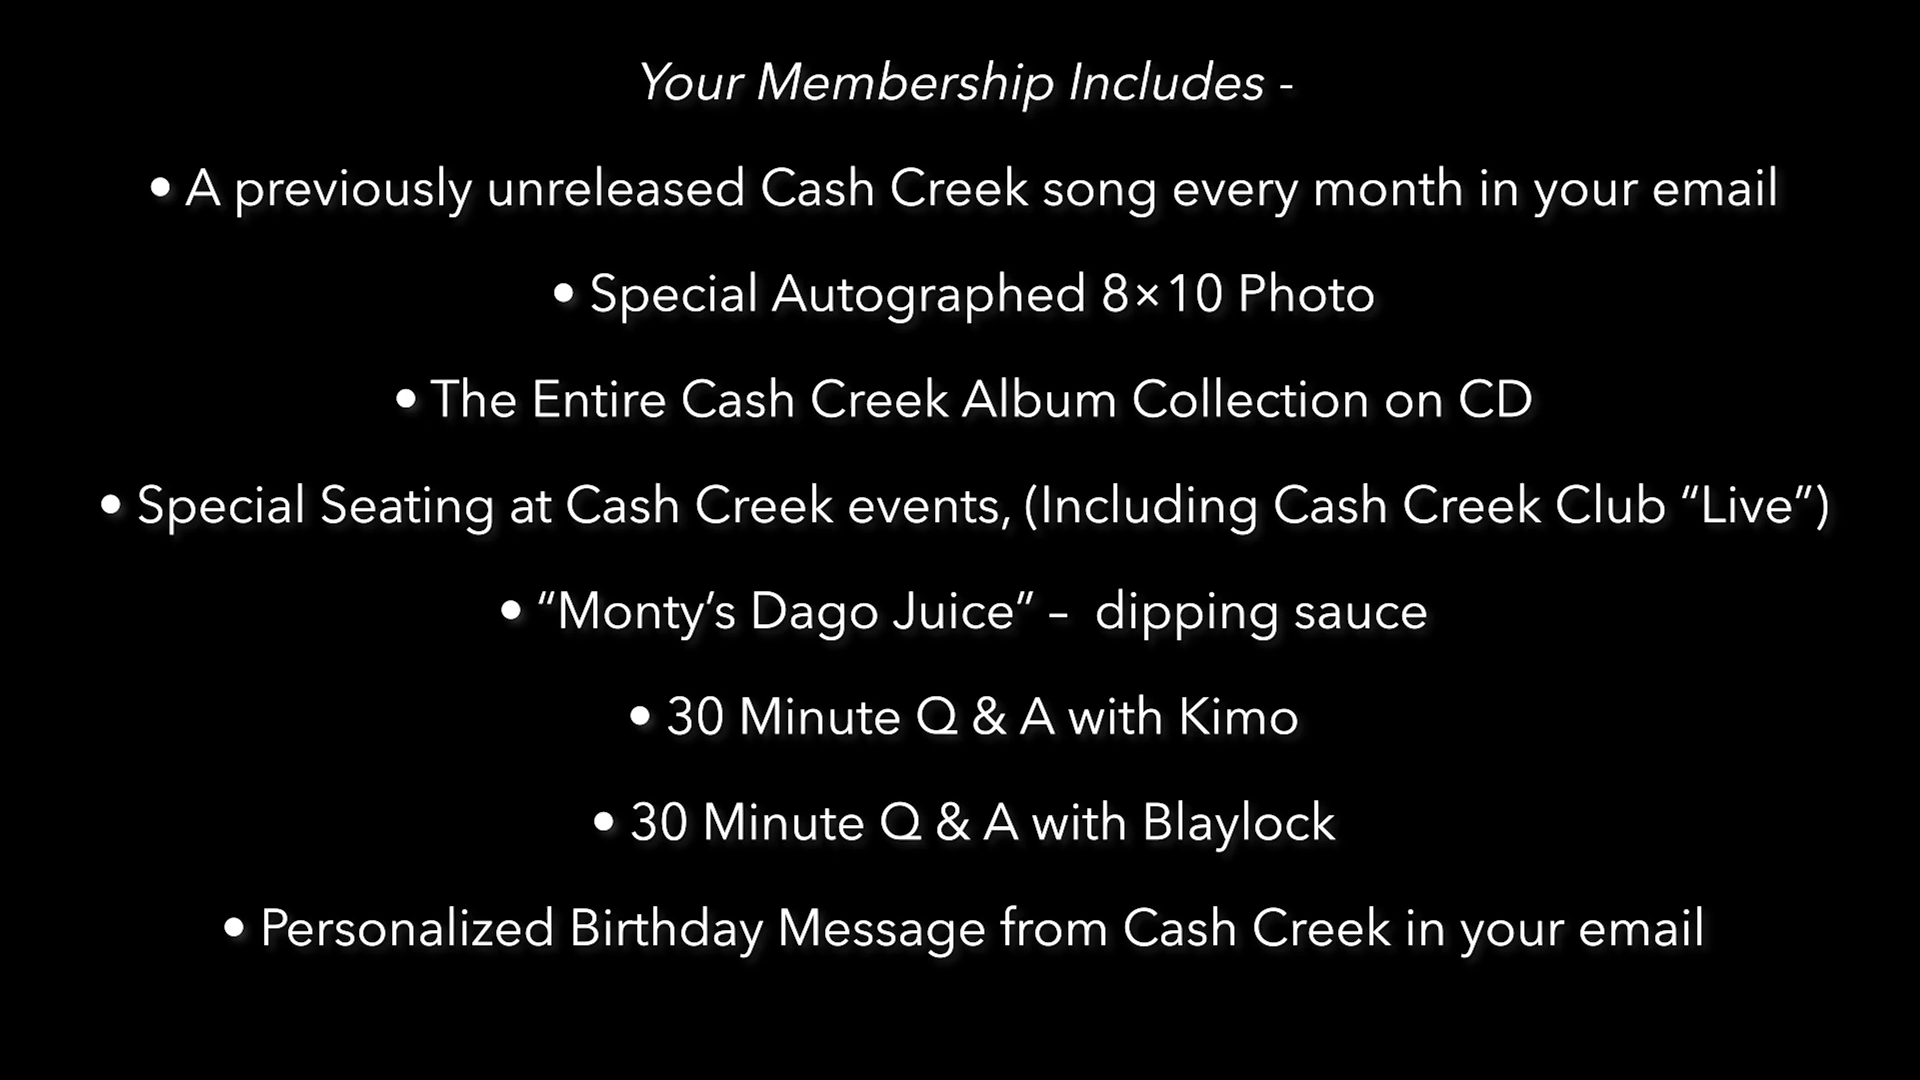 Your Membership Includes -
• A previously unreleased Cash Creek song every month in your email
• Special Autographed 8×10 Photo
• The Entire Cash Creek Album Collection on CD
• Special Seating at Cash Creek events, (Including Cash Creek Club “Live”)
• “Monty’s Dago Juice” –  dipping sauce
• 30 Minute Q & A with Kimo
• 30 Minute Q & A with Blaylock
• Personalized Birthday Message from Cash Creek in your email